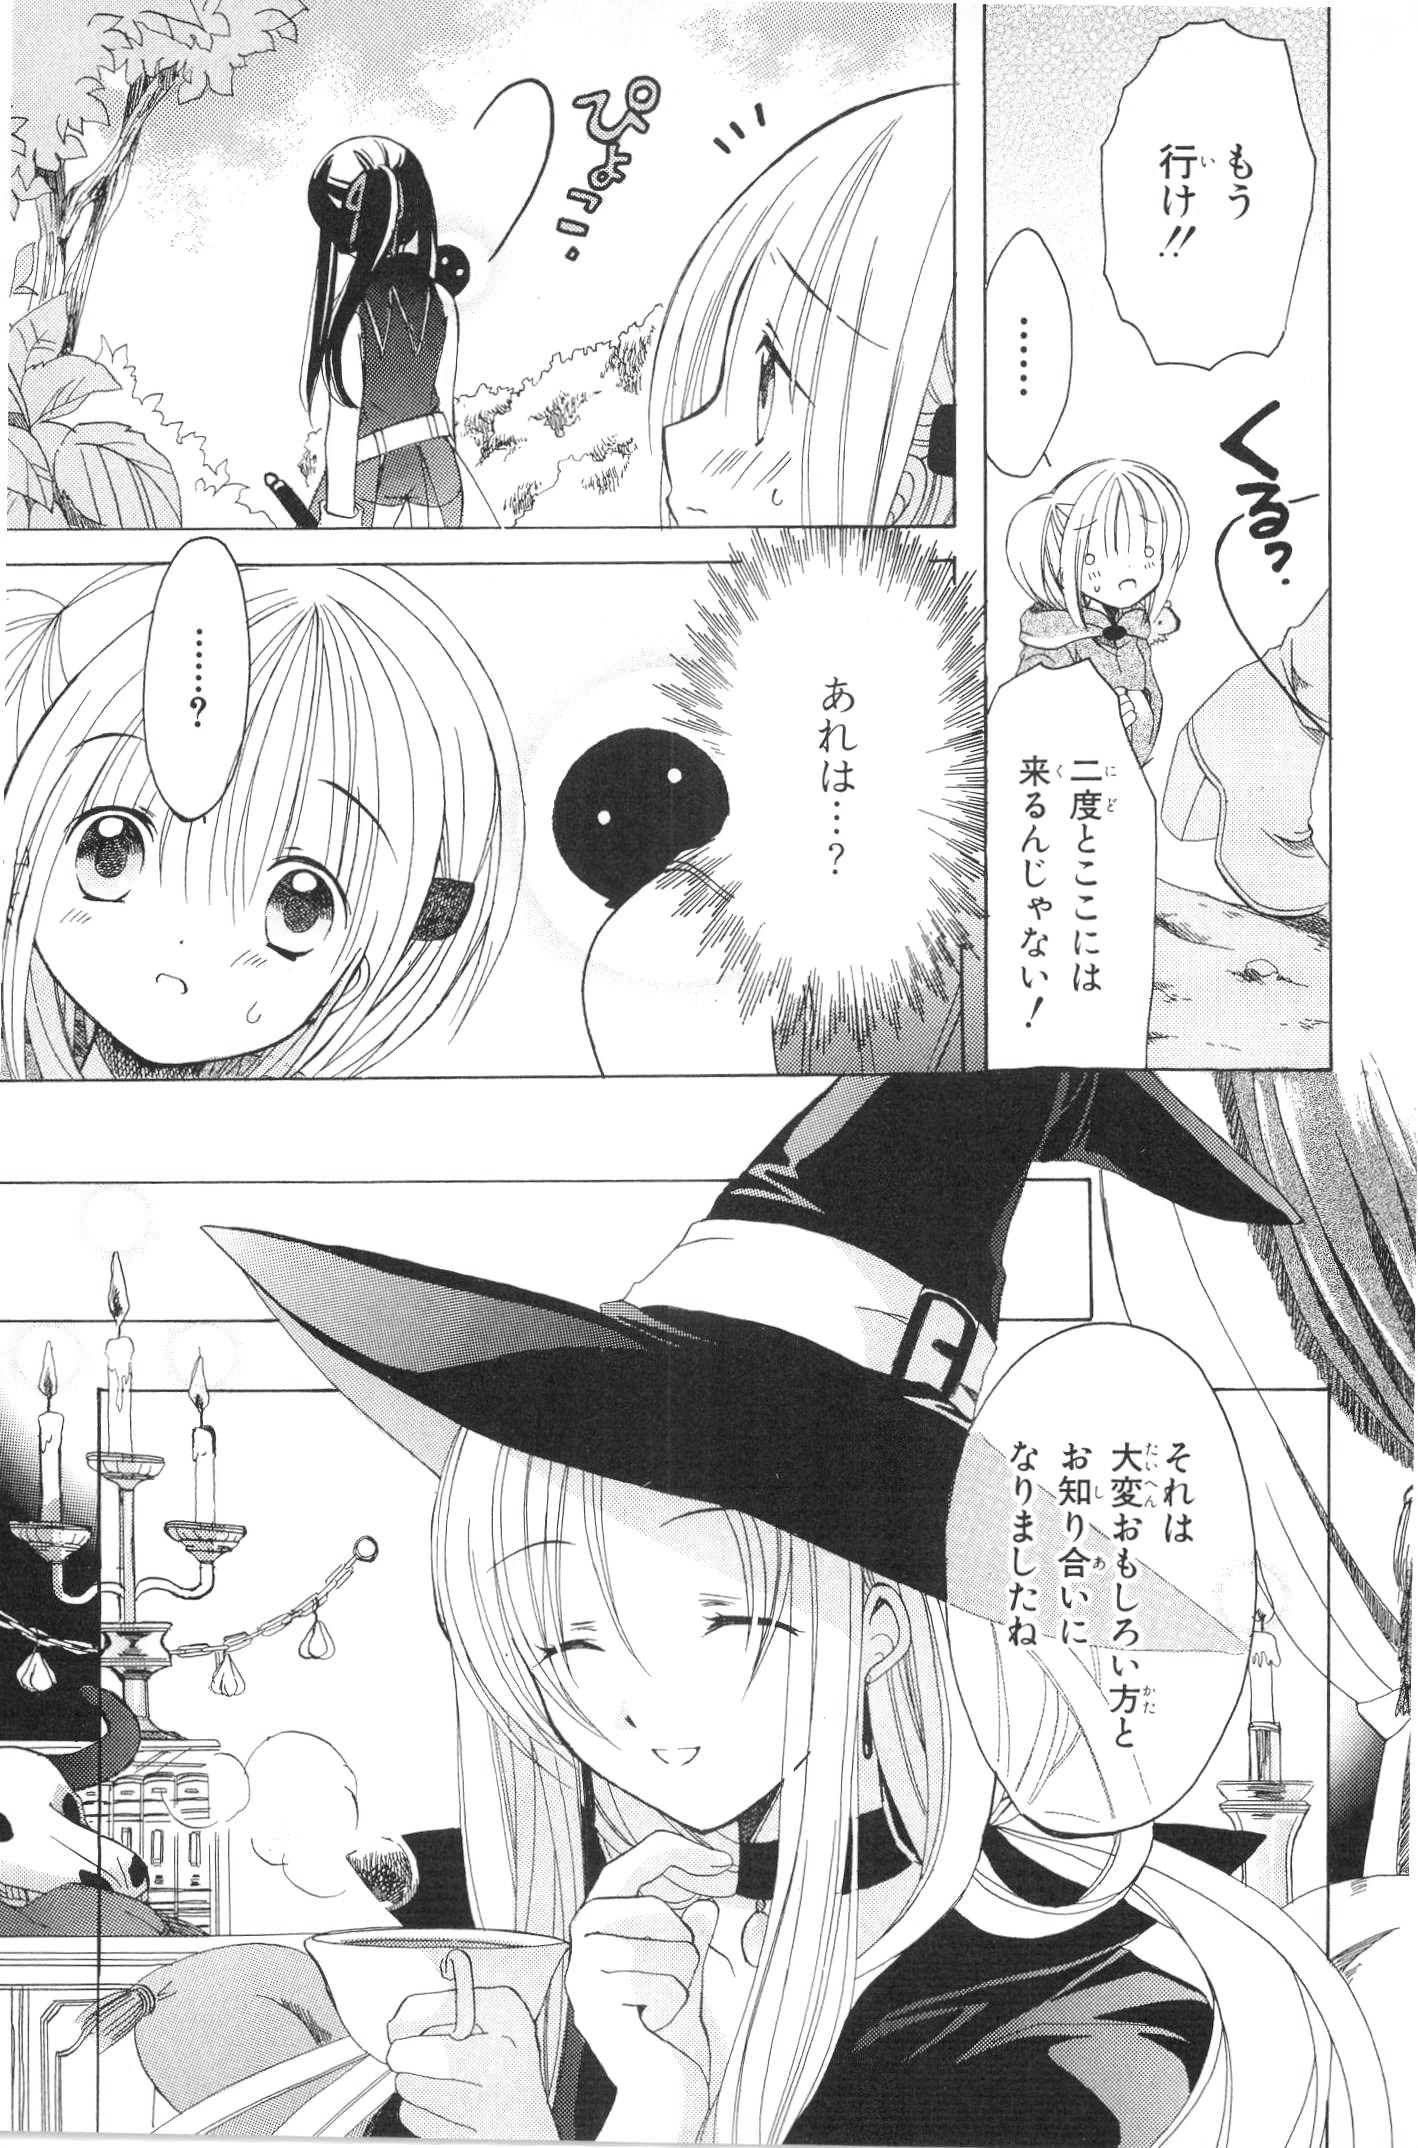 もう
行け!!
くるっ。
……
二度とここには
来るんじゃない!
ぴょこ。
あれは…?
……?
それは
大変おもしろい方と
お知り合いに
なりましたね